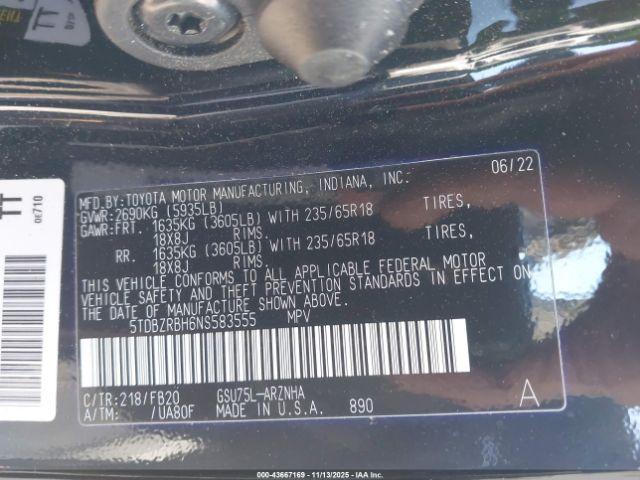 TT
0E710
MFD.BY:TOYOTA MOTOR MANUFACTURING, INDIANA, INC. 06/22
GVWR:2690KG (5935LB)
GAWR:FRT. 1635KG (3605LB) WITH 235/65R18 TIRES,
18X8J RIMS.
RR. 1635KG (3605LB) WITH 235/65R18 TIRES,
18X8J RIMS.
THIS VEHICLE CONFORMS TO ALL APPLICABLE FEDERAL MOTOR
VEHICLE SAFETY AND THEFT PREVENTION STANDARDS IN EFFECT ON
THE DATE OF MANUFACTURE SHOWN ABOVE.
5TDBZRBH6NS583555 MPV
C/TR:218/FB20 GSU75L-ARZNHA
A/TM: /UA80F MADE IN U.S.A. 890 A
000-43667169 - 11/13/2025 - IAAI Inc.